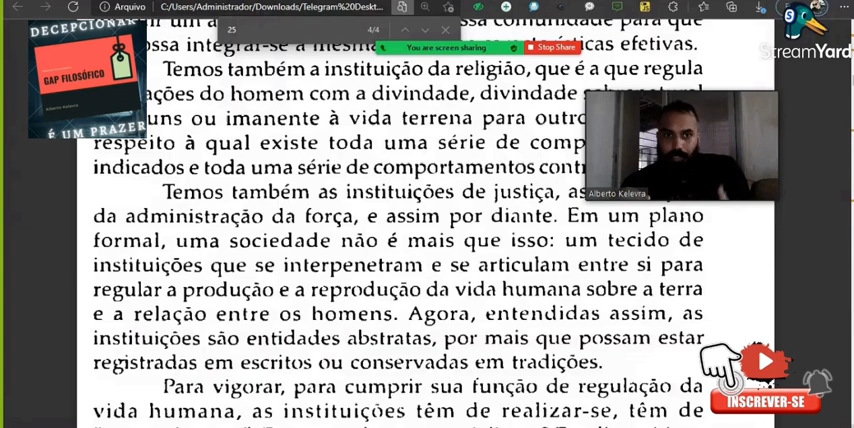 Arquivo
C:/Users/Administrador/Downloads/Telegram%20Deskt...
25
4/4
You are screen sharing
Stop Share
DECEPCIONAR
GAP FILOSÓFICO
Alberto Kelevra
É UM PRAZER
StreamYard
sa comunidade para que
ossa integrar-se a mesma
rísticas efetivas.
Temos também a instituição da religião, que é a que regula
ações do homem com a divindade, divindade
uns ou imanente à vida terrena para outro
respeito à qual existe toda uma série de
indicados e toda uma série de comportamentos
Alberto Kelevra
Temos também as instituições de justiça,
da administração da força, e assim por diante. Em um plano
formal, uma sociedade não é mais que isso: um tecido de
instituições que se interpenetram e se articulam entre si para
regular a produção e a reprodução da vida humana sobre a terra
e a relação entre os homens. Agora, entendidas assim, as
instituições são entidades abstratas, por mais que possam estar
registradas em escritos ou conservadas em tradições.
Para vigorar, para cumprir sua função de regulação da
vida humana, as instituições têm de realizar-se, têm de
INSCREVER-SE